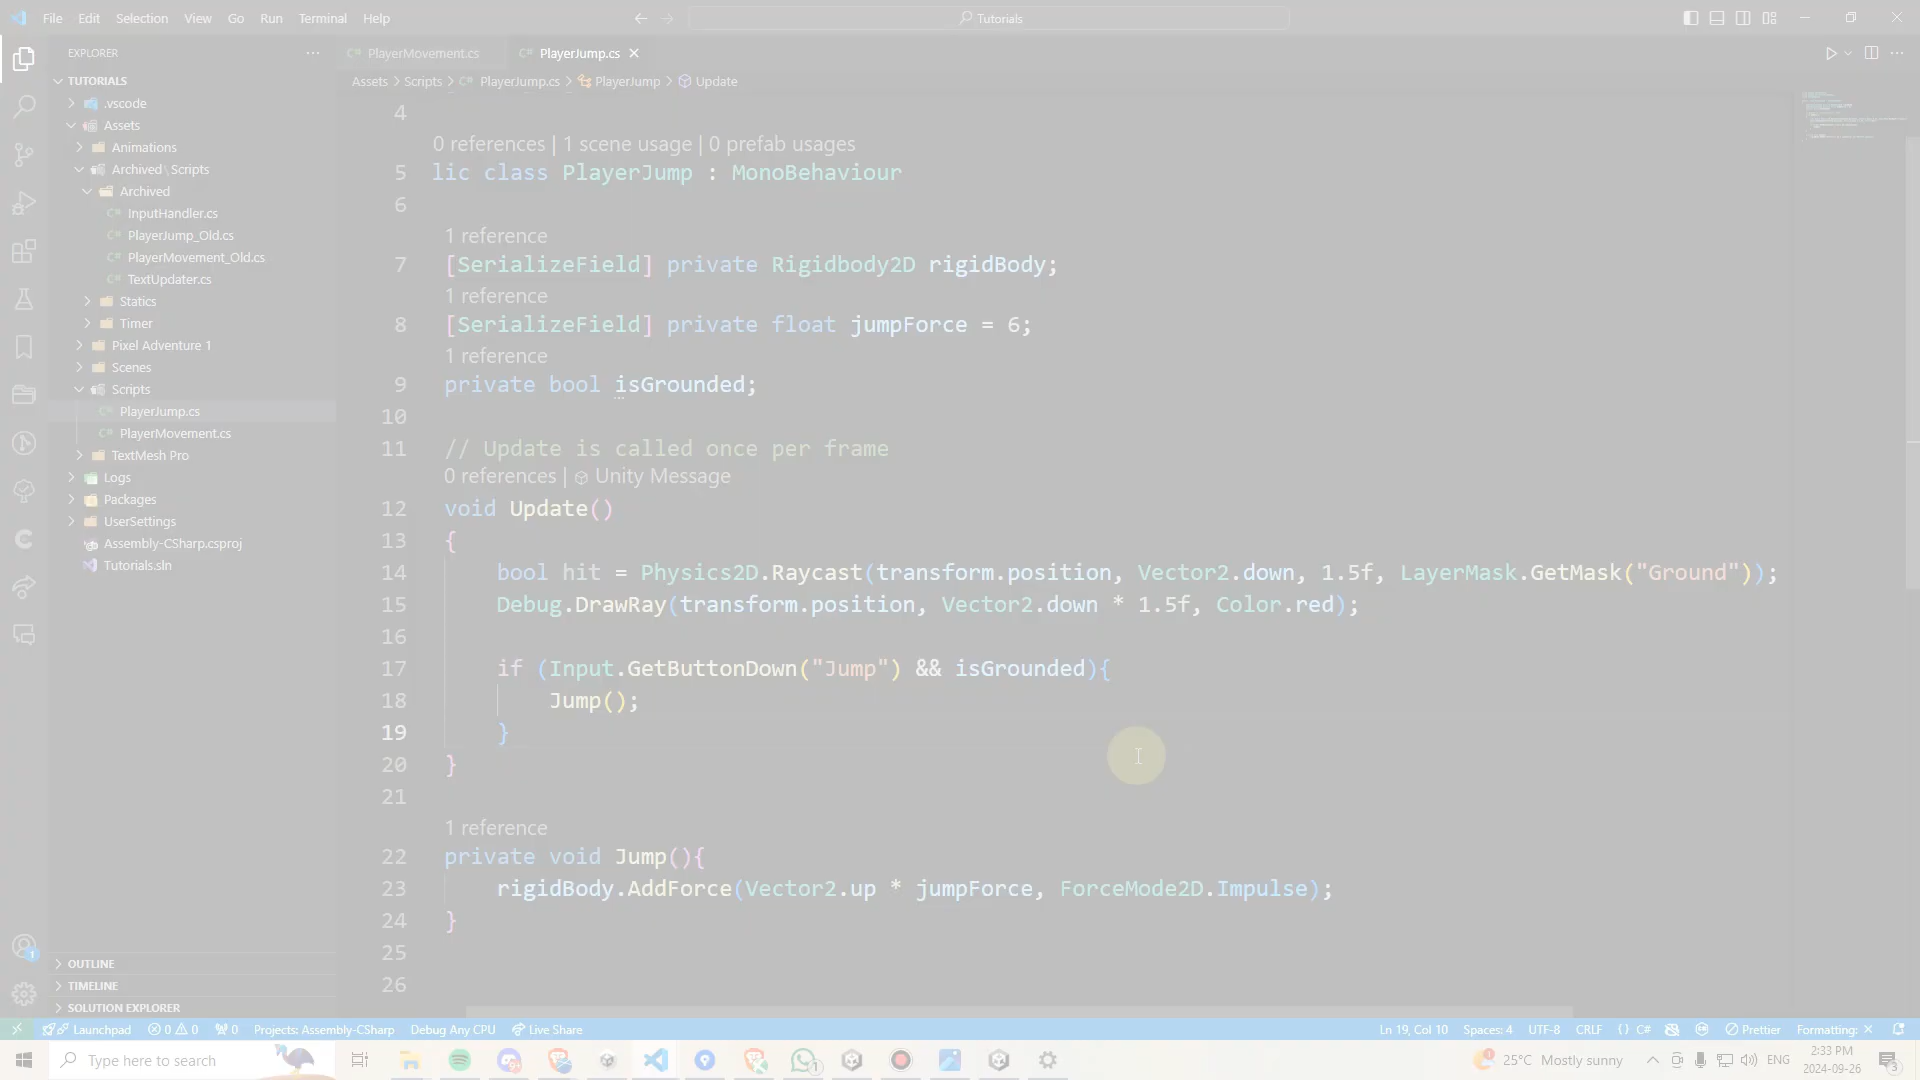 File Edit Selection View Go Run Terminal Help
Tutorials
EXPLORER
PlayerMovement.cs
PlayerJump.cs
TUTORIALS
Assets > Scripts > PlayerJump.cs > PlayerJump > Update
.vscode
Assets
Animations
Archived\Scripts
Archived
InputHandler.cs
PlayerJump_Old.cs
PlayerMovement_Old.cs
TextUpdater.cs
Statics
Timer
Pixel Adventure 1
Scenes
Scripts
PlayerJump.cs
PlayerMovement.cs
TextMesh Pro
Logs
Packages
UserSettings
Assembly-CSharp.csproj
Tutorials.sln
OUTLINE
TIMELINE
SOLUTION EXPLORER
4
0 references | 1 scene usage | 0 prefab usages
5 lic class PlayerJump : MonoBehaviour
6
1 reference
7 [SerializeField] private Rigidbody2D rigidBody;
1 reference
8 [SerializeField] private float jumpForce = 6;
1 reference
9 private bool isGrounded;
10
11 // Update is called once per frame
0 references | Unity Message
12 void Update()
13 {
14 bool hit = Physics2D.Raycast(transform.position, Vector2.down, 1.5f, LayerMask.GetMask("Ground"));
15 Debug.DrawRay(transform.position, Vector2.down * 1.5f, Color.red);
16
17 if (Input.GetButtonDown("Jump") && isGrounded){
18 Jump();
19 }
20 }
21
1 reference
22 private void Jump(){
23 rigidBody.AddForce(Vector2.up * jumpForce, ForceMode2D.Impulse);
24 }
25
26
Launchpad 0 0 0 Projects: Assembly-CSharp Debug Any CPU Live Share Ln 19, Col 10 Spaces: 4 UTF-8 CRLF {} C# Prettier Formatting: ✕
Type here to search
25°C Mostly sunny
ENG
2:33 PM
2024-09-26